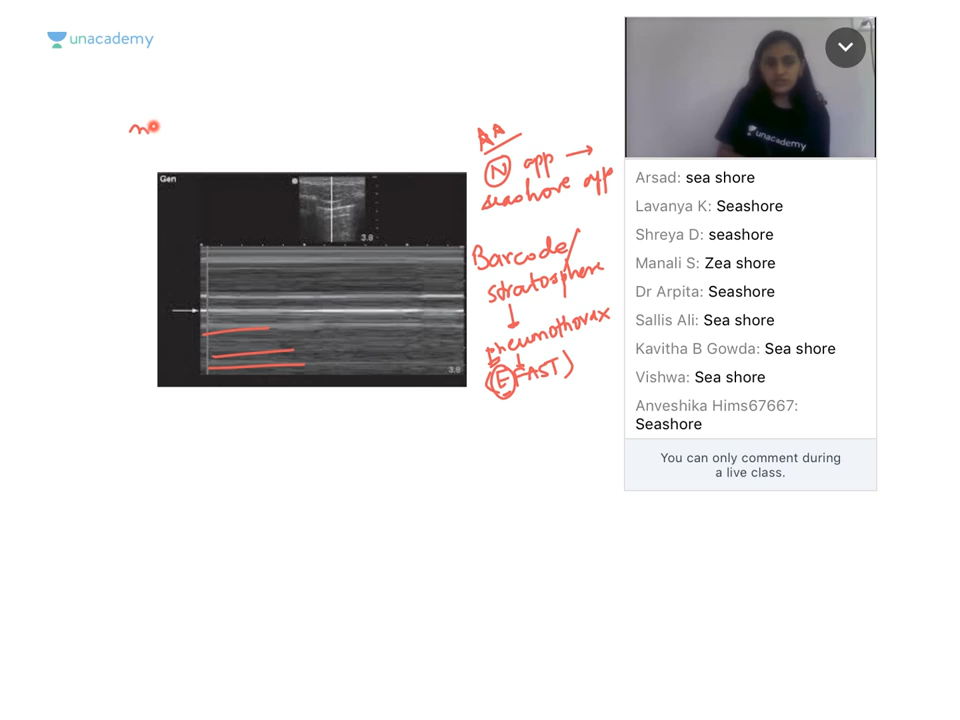 unacademy
m
AA
N app →
seashore app
Gen
3.8
Barcode/
stratosphere
↓
pneumothorax
(E FAST)
3.8
unacademy
Arsad: sea shore
Lavanya K: Seashore
Shreya D: seashore
Manali S: Zea shore
Dr Arpita: Seashore
Sallis Ali: Sea shore
Kavitha B Gowda: Sea shore
Vishwa: Sea shore
Anveshika Hims67667:
Seashore
You can only comment during
a live class.